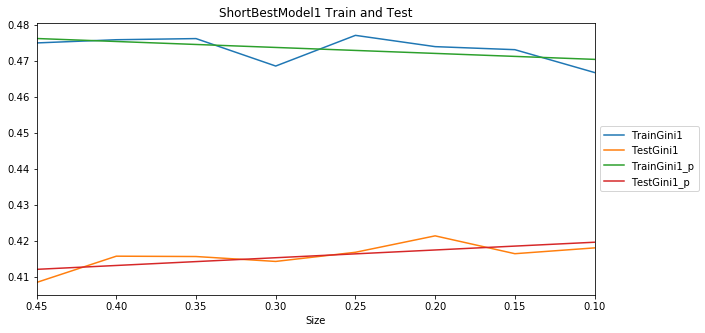 ShortBestModel1 Train and Test
0.48
0.47
0.46
0.45
0.44
0.43
0.42
0.41
0.45 0.40 0.35 0.30 0.25 0.20 0.15 0.10
Size
TrainGini1
TestGini1
TrainGini1_p
TestGini1_p